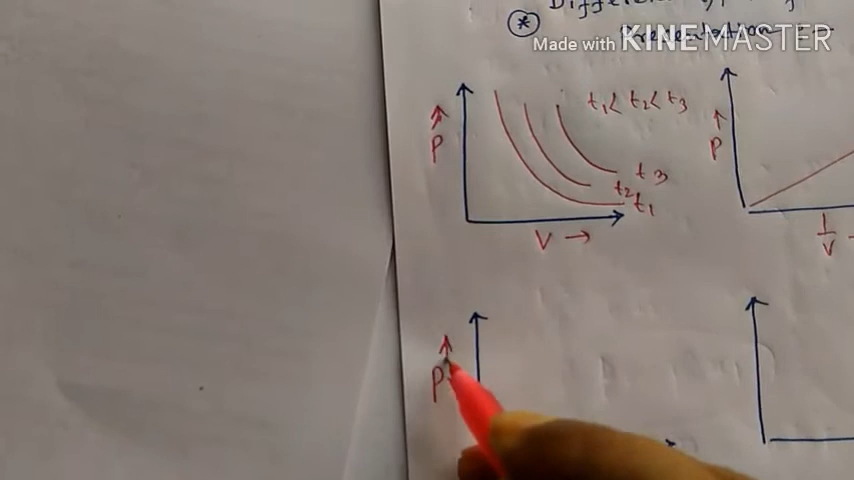 Made with KINEMASTER
t₁ < t₂ < t₃
P
t₃
t₂
t₁
V →
P
1/V
P